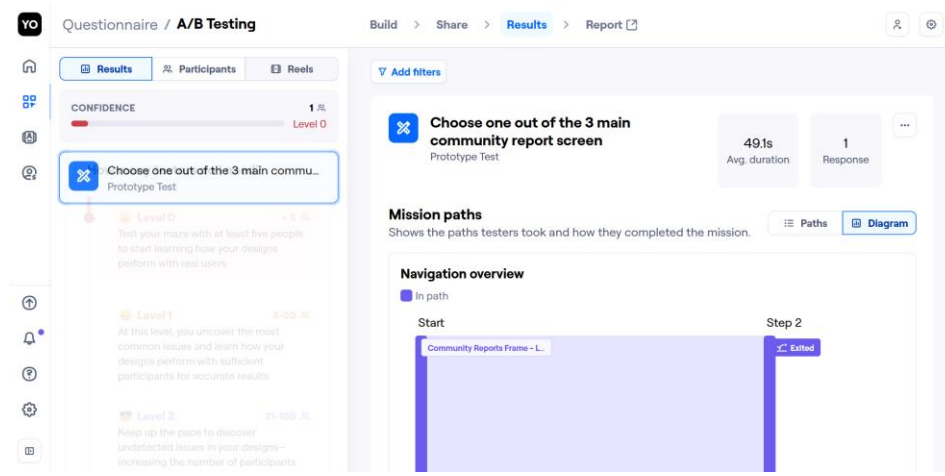 YO
Questionnaire / A/B Testing
Build > Share > Results > Report
Results
Participants
Reels
CONFIDENCE
1
Level 0
Choose one out of the 3 main commu...
Prototype Test
Level 0
< 5
Test your maze with at least five people
to start learning how your designs
perform with real users.
Level 1
5-20
At this level, you uncover the most
common issues and learn how your
designs perform with sufficient
participants for accurate results.
Level 2
21-100
Keep up the pace to discover
undetected issues in your designs—
increasing the number of participants
Add filters
Choose one out of the 3 main
community report screen
Prototype Test
49.1s
Avg. duration
1
Response
...
Mission paths
Shows the paths testers took and how they completed the mission.
Paths
Diagram
Navigation overview
In path
Start
Step 2
Community Reports Frame - L...
Exited